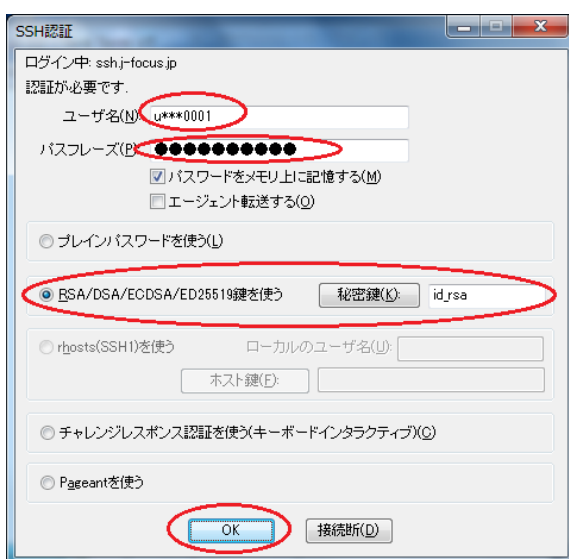 SSH認証
ログイン中: ssh.j-focus.jp
認証が必要です.
ユーザ名(N) u***0001
パスフレーズ(P) ●●●●●●●●●●
パスワードをメモリ上に記憶する(M)
エージェント転送する(O)
プレインパスワードを使う(L)
RSA/DSA/ECDSA/ED25519鍵を使う 秘密鍵(K): id_rsa
rhosts(SSH1)を使う ローカルのユーザ名(U):
ホスト鍵(F):
チャレンジレスポンス認証を使う(キーボードインタラクティブ)(C)
Pageantを使う
OK 接続断(D)